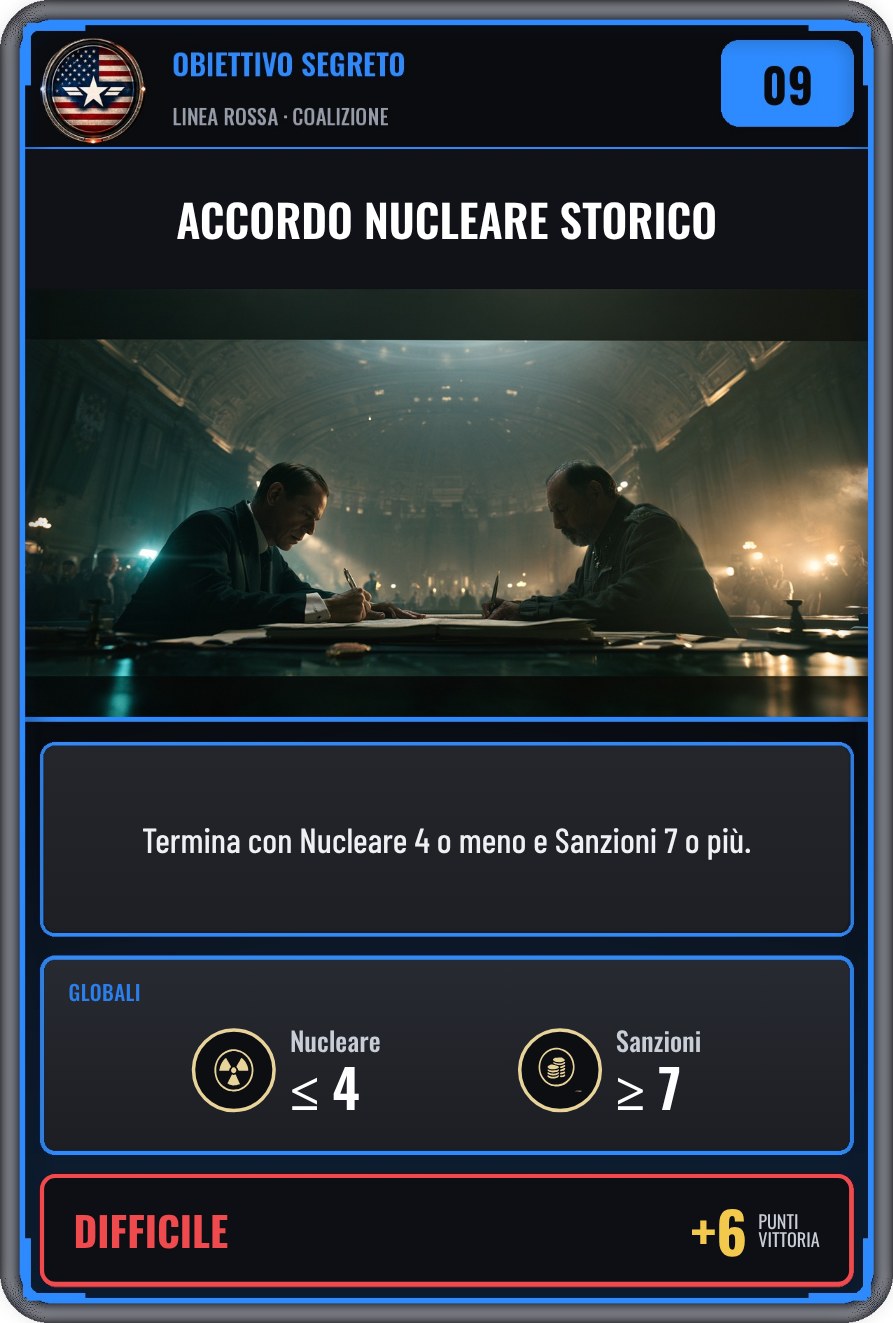 OBIETTIVO SEGRETO
LINEA ROSSA · COALIZIONE
09
ACCORDO NUCLEARE STORICO
Termina con Nucleare 4 o meno e Sanzioni 7 o più.
GLOBALI
Nucleare
≤ 4
Sanzioni
≥ 7
DIFFICILE
+6
PUNTI
VITTORIA